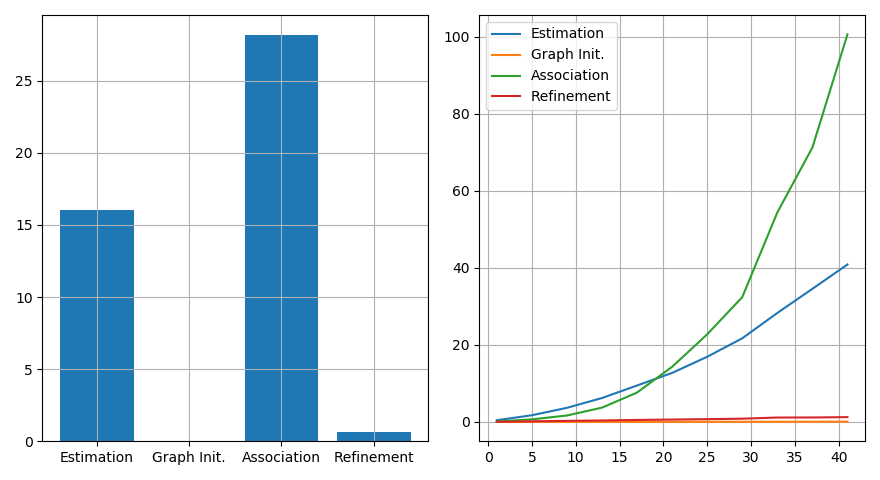 25
20
15
10
5
0
Estimation Graph Init. Association Refinement
Estimation
Graph Init.
Association
Refinement
100
80
60
40
20
0
0 5 10 15 20 25 30 35 40